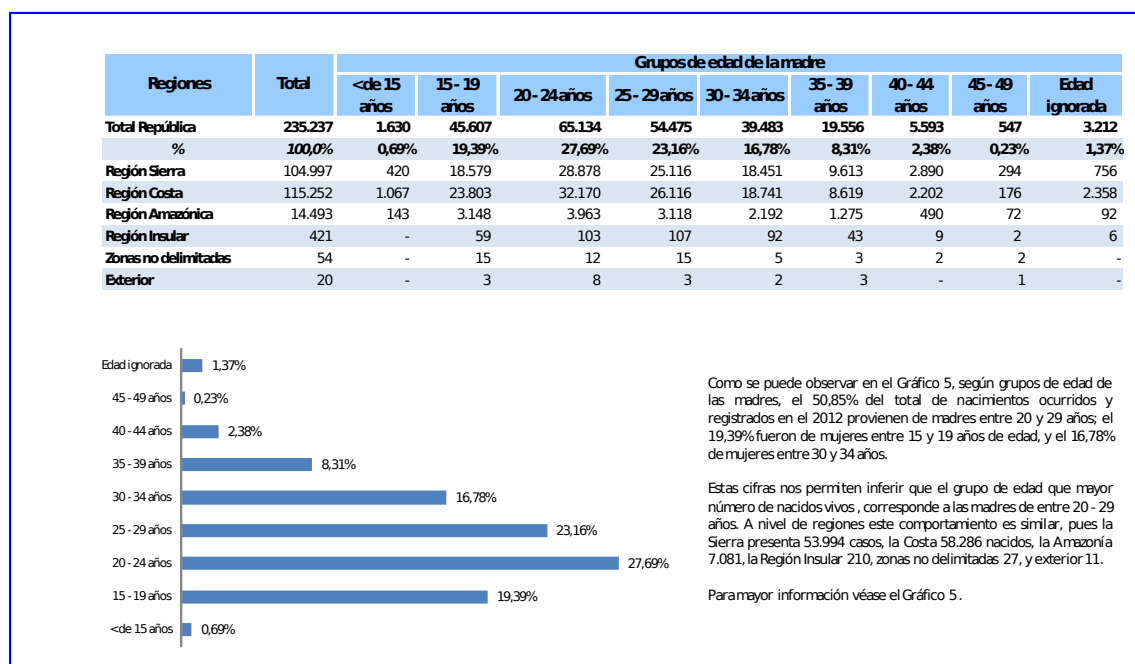 Regiones Total Grupos de edad de la madre
< de 15 años 15 - 19 años 20 - 24 años 25 - 29 años 30 - 34 años 35 - 39 años 40 - 44 años 45 - 49 años Edad ignorada
Total República 235.237 1.630 45.607 65.134 54.475 39.483 19.556 5.593 547 3.212
% 100,0% 0,69% 19,39% 27,69% 23,16% 16,78% 8,31% 2,38% 0,23% 1,37%
Región Sierra 104.997 420 18.579 28.878 25.116 18.451 9.613 2.890 294 756
Región Costa 115.252 1.067 23.803 32.170 26.116 18.741 8.619 2.202 176 2.358
Región Amazónica 14.493 143 3.148 3.963 3.118 2.192 1.275 490 72 92
Región Insular 421 - 59 103 107 92 43 9 2 6
Zonas no delimitadas 54 - 15 12 15 5 3 2 2 -
Exterior 20 - 3 8 3 2 3 - 1 -
Edad ignorada 1,37%
45 - 49 años 0,23%
40 - 44 años 2,38%
35 - 39 años 8,31%
30 - 34 años 16,78%
25 - 29 años 23,16%
20 - 24 años 27,69%
15 - 19 años 19,39%
< de 15 años 0,69%
Como se puede observar en el Gráfico 5, según grupos de edad de
las madres, el 50,85% del total de nacimientos ocurridos y
registrados en el 2012 provienen de madres entre 20 y 29 años; el
19,39% fueron de mujeres entre 15 y 19 años de edad, y el 16,78%
de mujeres entre 30 y 34 años.
Estas cifras nos permiten inferir que el grupo de edad que mayor
número de nacidos vivos , corresponde a las madres de entre 20 - 29
años. A nivel de regiones este comportamiento es similar, pues la
Sierra presenta 53.994 casos, la Costa 58.286 nacidos, la Amazonía
7.081, la Región Insular 210, zonas no delimitadas 27, y exterior 11.
Para mayor información véase el Gráfico 5 .